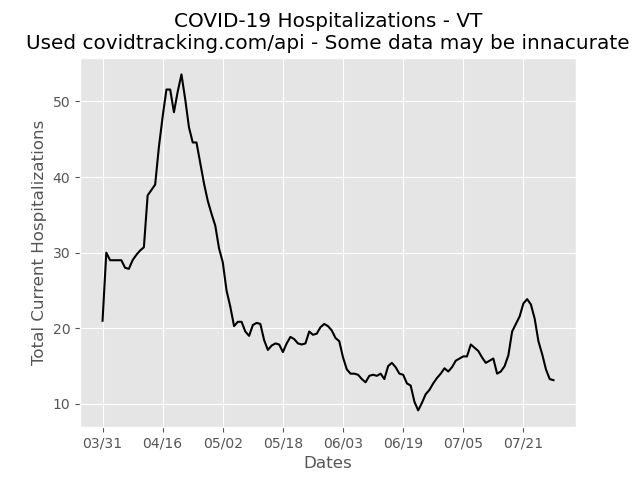 COVID-19 Hospitalizations - VT
Used covidtracking.com/api - Some data may be innacurate
Total Current Hospitalizations
50
40
30
20
10
03/31 04/16 05/02 05/18 06/03 06/19 07/05 07/21
Dates